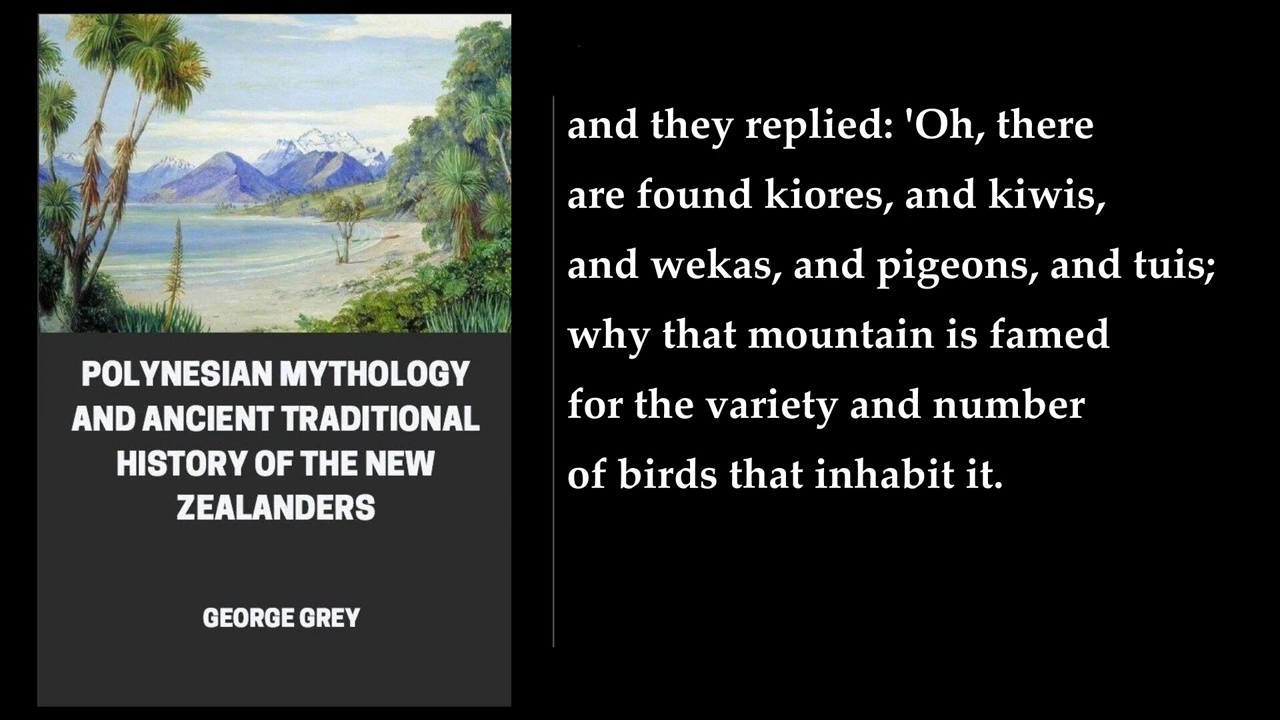 POLYNESIAN MYTHOLOGY
AND ANCIENT TRADITIONAL
HISTORY OF THE NEW
ZEALANDERS
GEORGE GREY
and they replied: 'Oh, there
are found kiores, and kiwis,
and wekas, and pigeons, and tuis;
why that mountain is famed
for the variety and number
of birds that inhabit it.